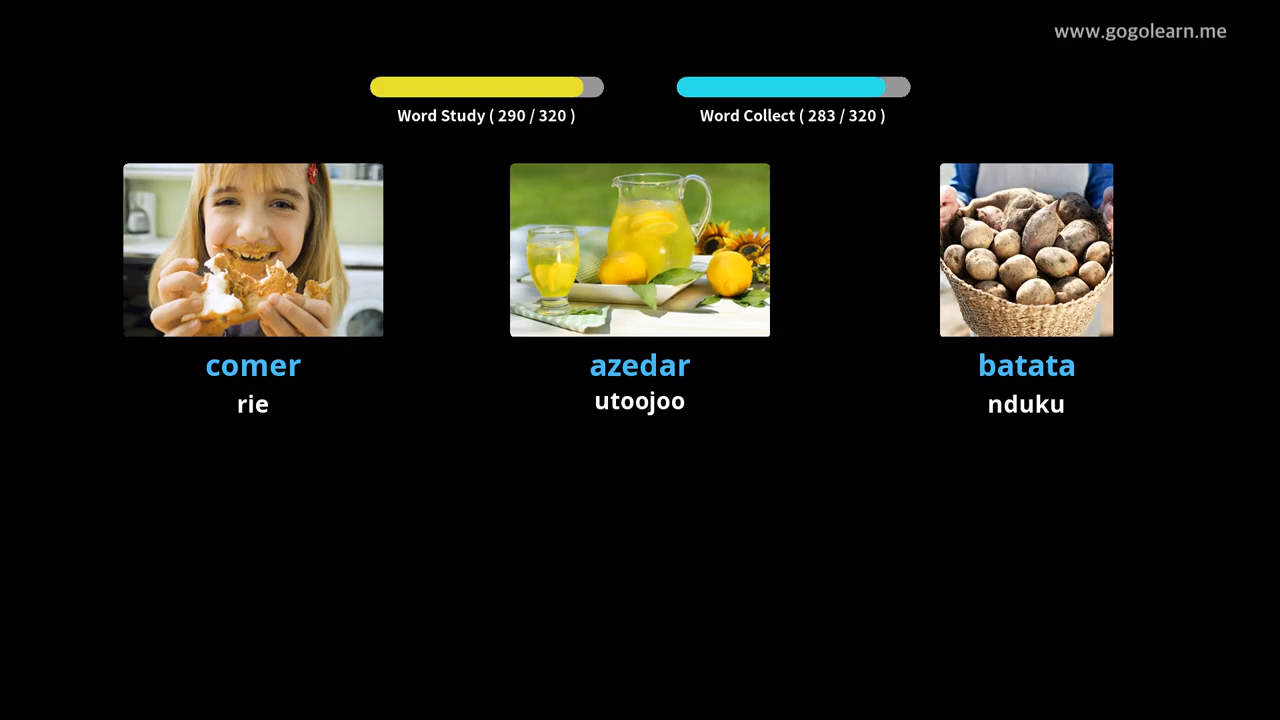 www.gogolearn.me
Word Study ( 290 / 320 )
Word Collect ( 283 / 320 )
comer
azedar
batata
rie
utoojoo
nduku